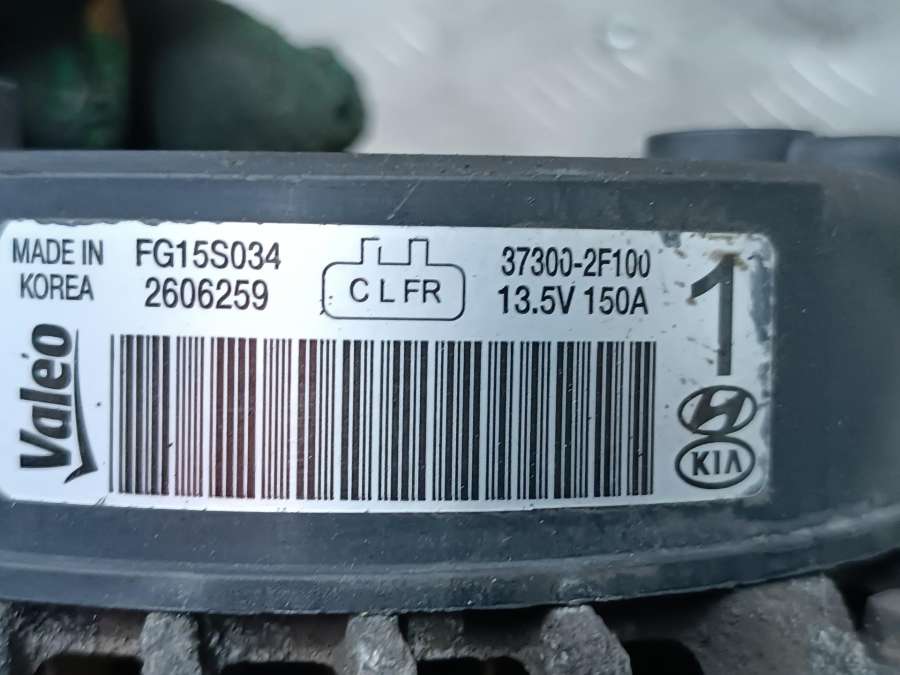 MADE IN
KOREA
FG15S034
2606259
C L FR
37300-2F100
13.5V 150A
1
Valeo
KIA